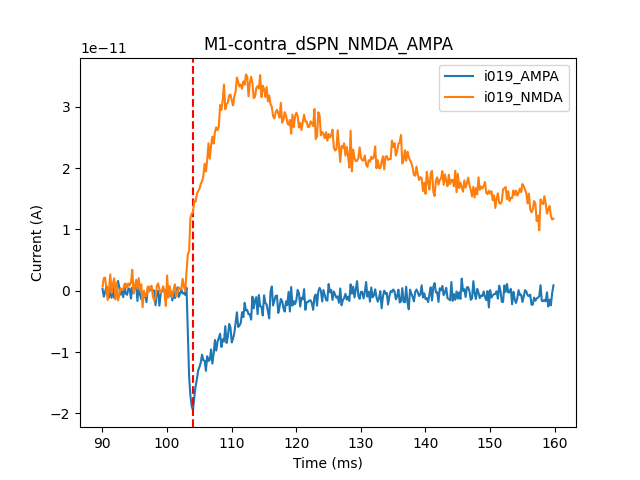 M1-contra_dSPN_NMDA_AMPA
1e−11
i019_AMPA
i019_NMDA
3
2
1
0
−1
−2
Current (A)
90 100 110 120 130 140 150 160
Time (ms)